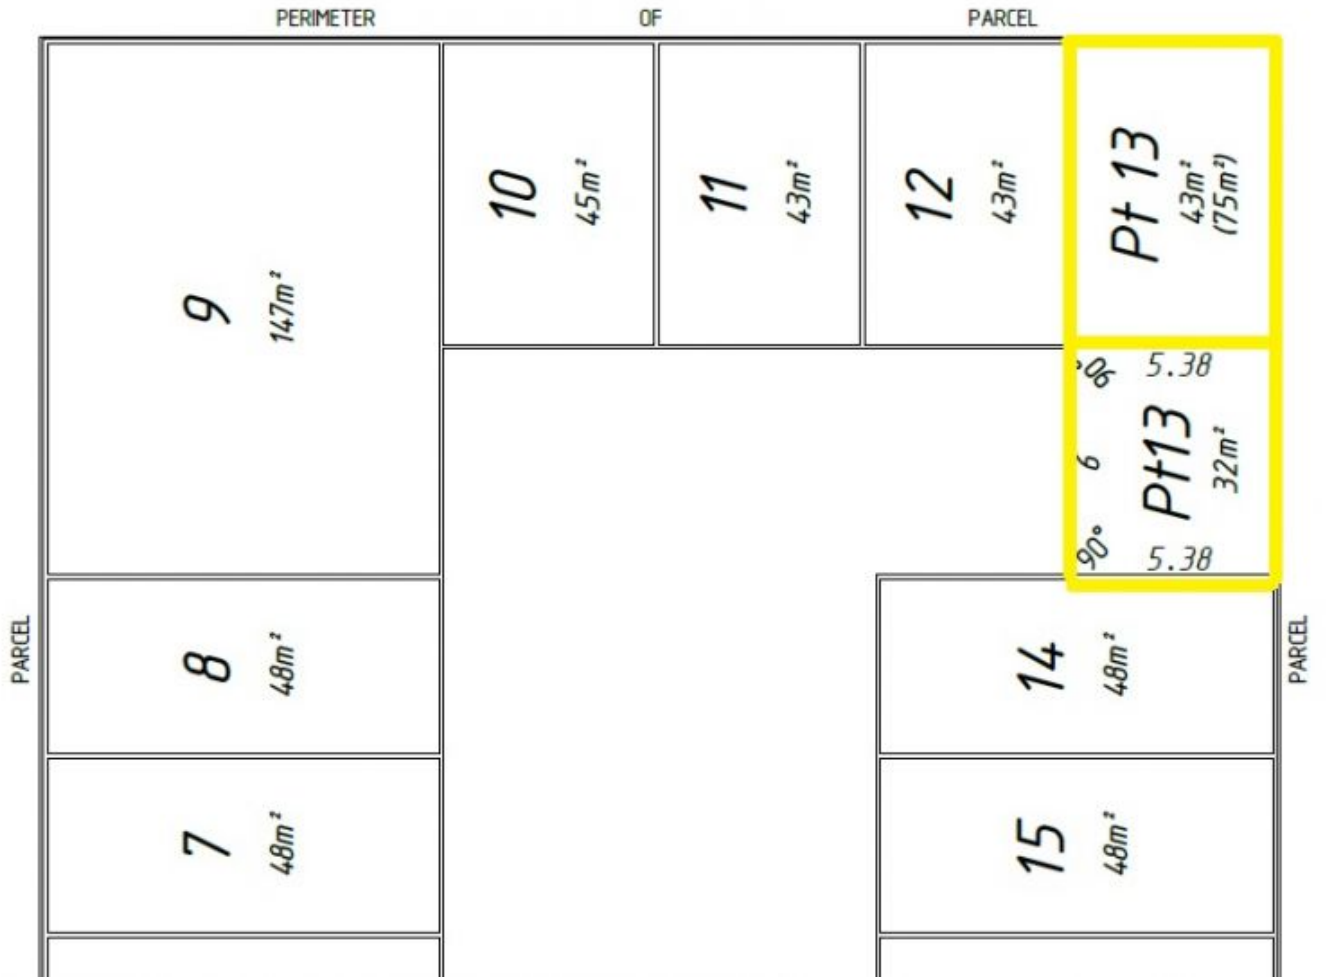 PERIMETER OF PARCEL
9
147m²
10
45m²
11
43m²
12
43m²
Pt 13
43m²
(75m²)
90°
5.38
6
Pt13
32m²
90°
5.38
PARCEL
8
48m²
14
48m²
PARCEL
7
48m²
15
48m²